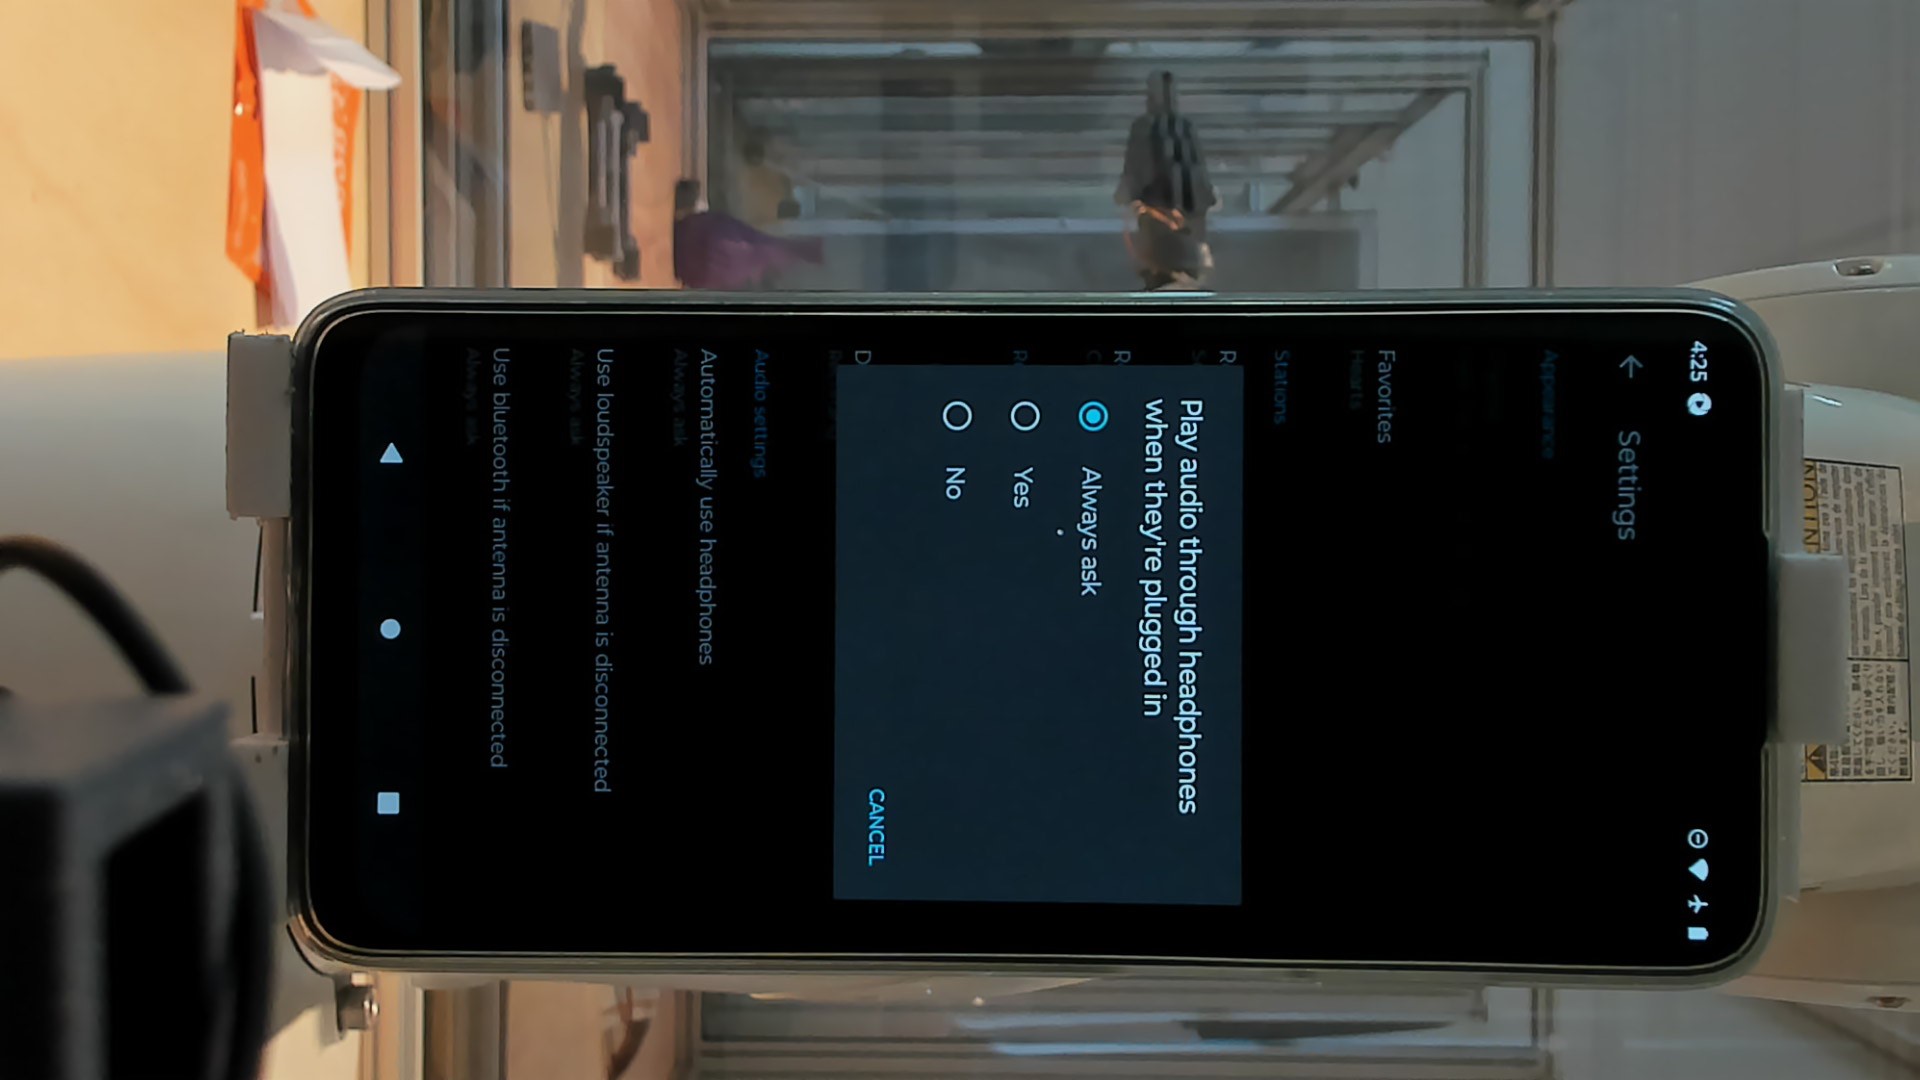 4:25
Settings
Appearance
Favorites
Hearts
Stations
R
R
D
Play audio through headphones
when they're plugged in
Always ask
Yes
No
CANCEL
Audio settings
Automatically use headphones
Always ask
Use loudspeaker if antenna is disconnected
Always ask
Use bluetooth if antenna is disconnected
Always ask